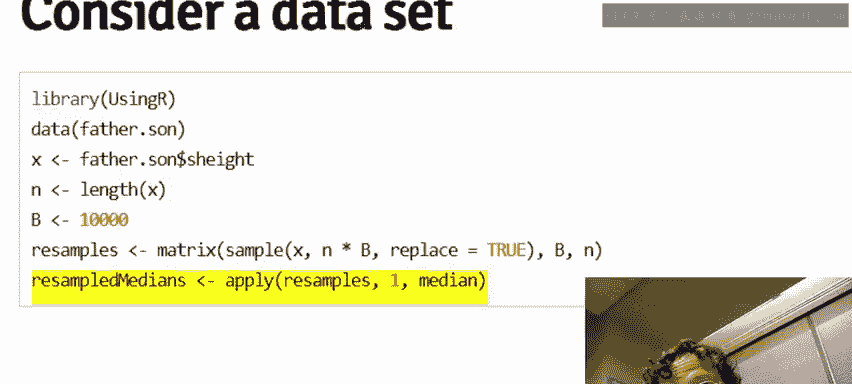 Consider a data set
library(UsingR)
data(father.son)
x <- father.son$sheight
n <- length(x)
B <- 10000
resamples <- matrix(sample(x, n * B, replace = TRUE), B, n)
resampledMedians <- apply(resamples, 1, median)